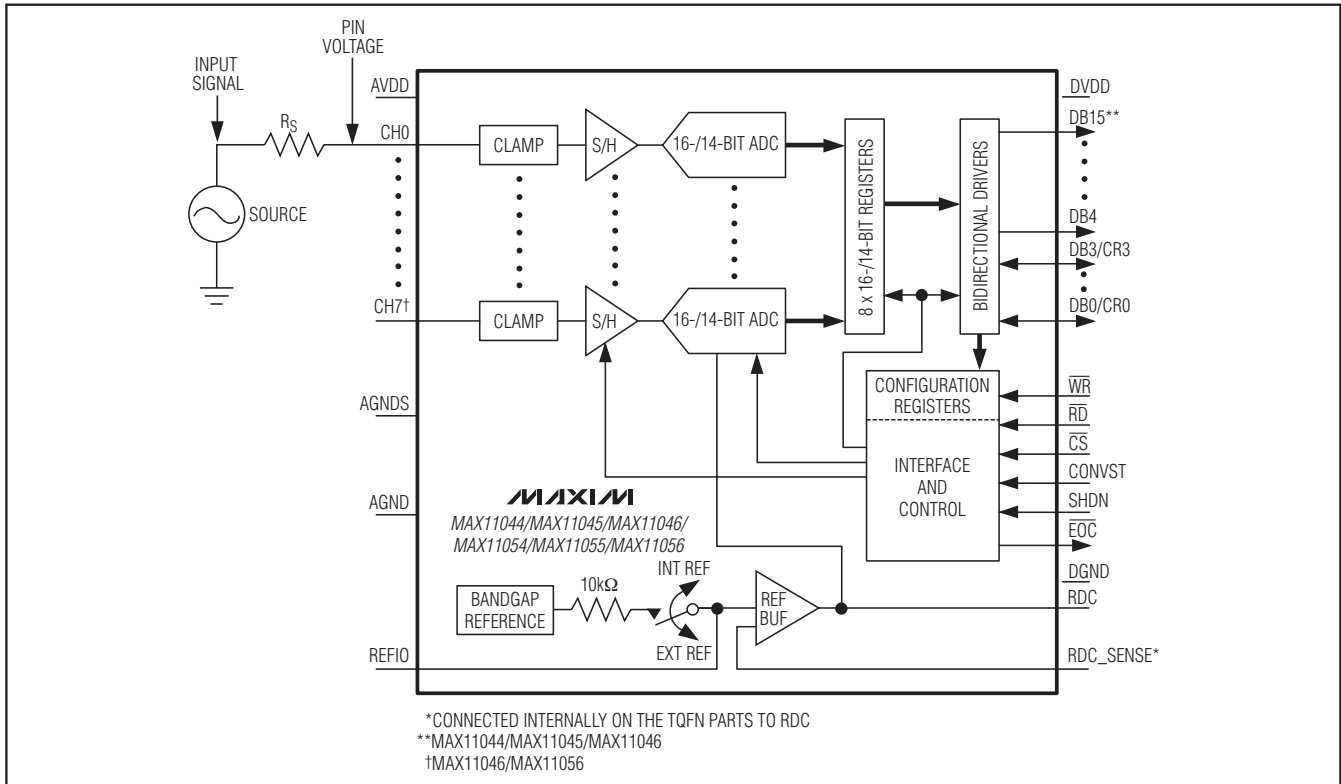 PIN
VOLTAGE
INPUT
SIGNAL
RS
SOURCE
AVDD
CH0
CH7†
AGNDS
AGND
REFIO
CLAMP
S/H
16-/14-BIT ADC
CLAMP
S/H
16-/14-BIT ADC
8 x 16-/14-BIT REGISTERS
BIDIRECTIONAL DRIVERS
CONFIGURATION
REGISTERS
INTERFACE
AND
CONTROL
MAXIM
MAX11044/MAX11045/MAX11046/
MAX11054/MAX11055/MAX11056
BANDGAP
REFERENCE
10kΩ
INT REF
EXT REF
REF
BUF
DVDD
DB15**
DB4
DB3/CR3
DB0/CR0
WR
RD
CS
CONVST
SHDN
EOC
DGND
RDC
RDC_SENSE*
*CONNECTED INTERNALLY ON THE TQFN PARTS TO RDC
**MAX11044/MAX11045/MAX11046
†MAX11046/MAX11056